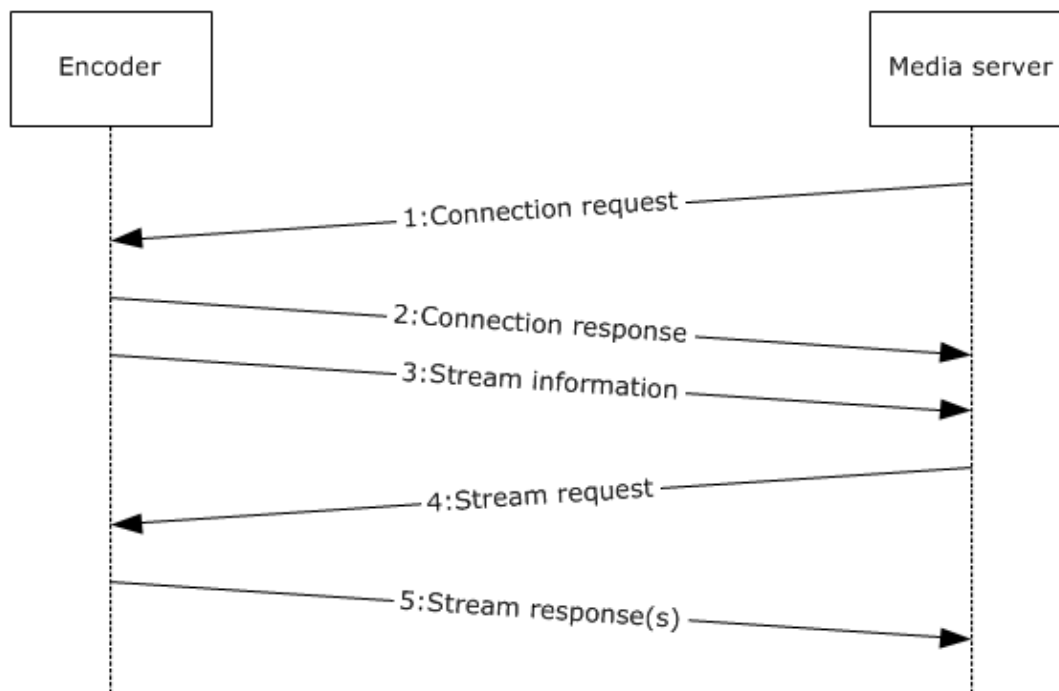 Encoder
Media server
1:Connection request
2:Connection response
3:Stream information
4:Stream request
5:Stream response(s)